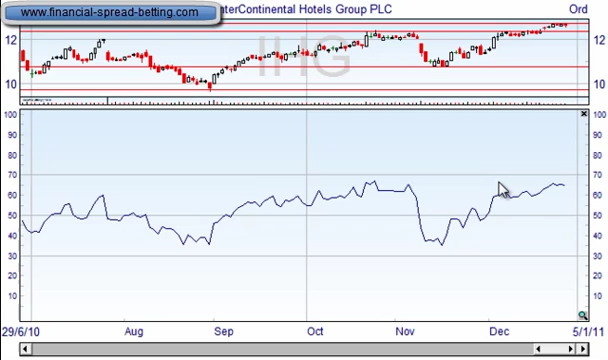 www.financial-spread-betting.com
terContinental Hotels Group PLC
Ord
IHG
12
12
10
10
100
100
90
90
80
80
70
70
60
60
50
50
40
40
30
30
20
20
10
10
29/6/10
Aug
Sep
Oct
Nov
Dec
5/1/11